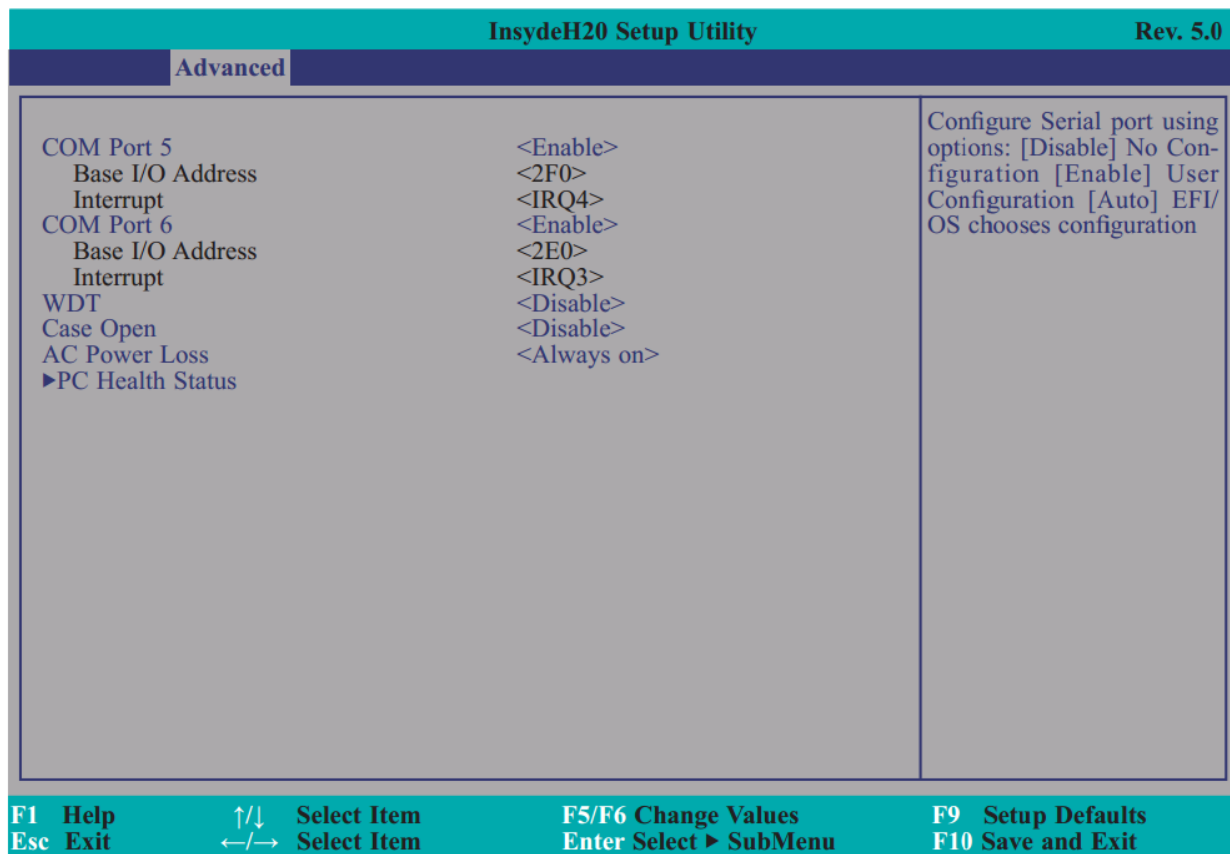 InsydeH20 Setup Utility Rev. 5.0
Advanced
COM Port 5 <Enable>
Base I/O Address <2F0>
Interrupt <IRQ4>
COM Port 6 <Enable>
Base I/O Address <2E0>
Interrupt <IRQ3>
WDT <Disable>
Case Open <Disable>
AC Power Loss <Always on>
►PC Health Status
Configure Serial port using
options: [Disable] No Con-
figuration [Enable] User
Configuration [Auto] EFI/
OS chooses configuration
F1 Help ↑/↓ Select Item F5/F6 Change Values F9 Setup Defaults
Esc Exit ←/→ Select Item Enter Select ► SubMenu F10 Save and Exit